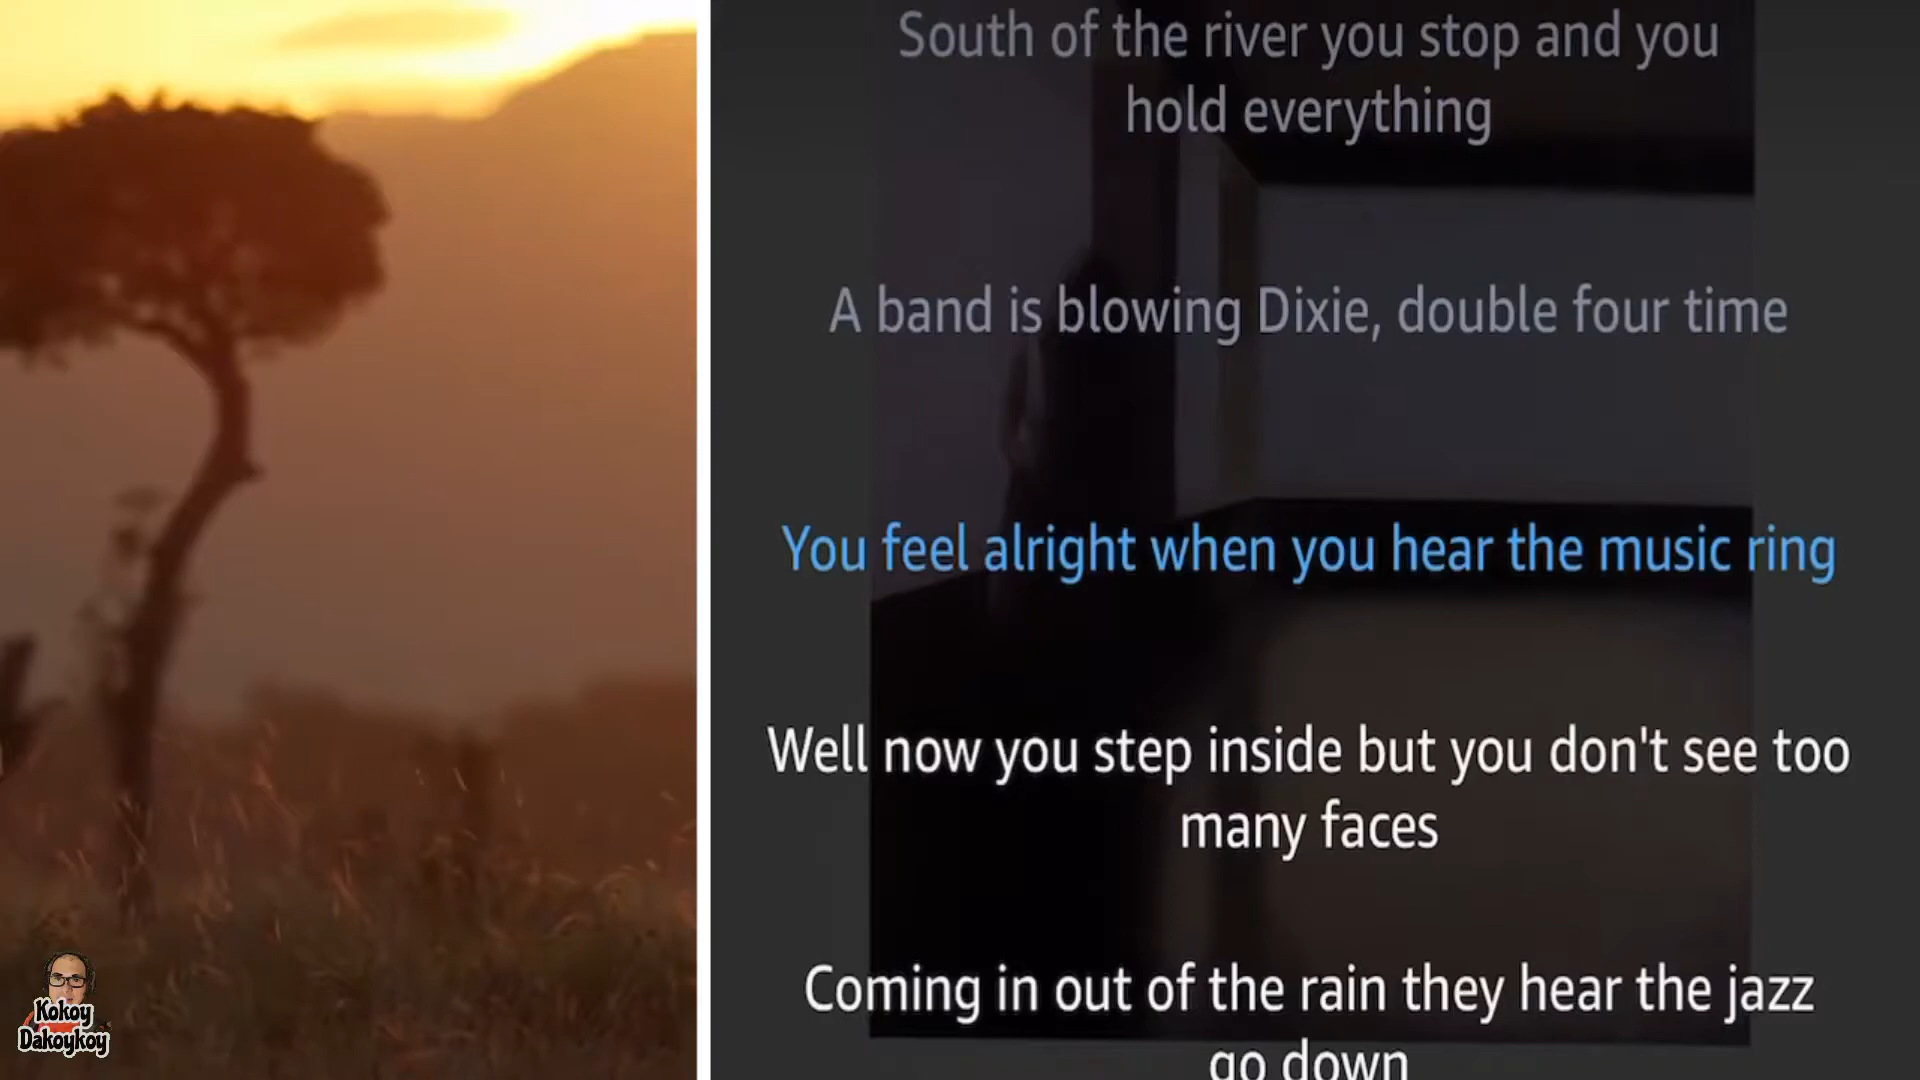 South of the river you stop and you
hold everything
A band is blowing Dixie, double four time
You feel alright when you hear the music ring
Well now you step inside but you don't see too
many faces
Coming in out of the rain they hear the jazz
go down
Kokoy
Dakoykoy